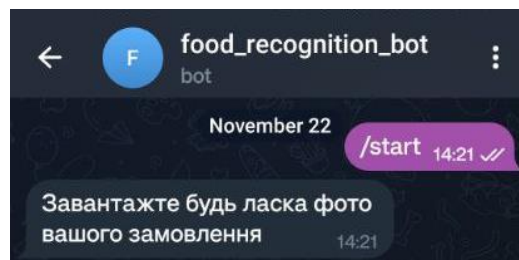 F
food_recognition_bot
bot
November 22
/start 14:21
Завантажте будь ласка фото
вашого замовлення 14:21